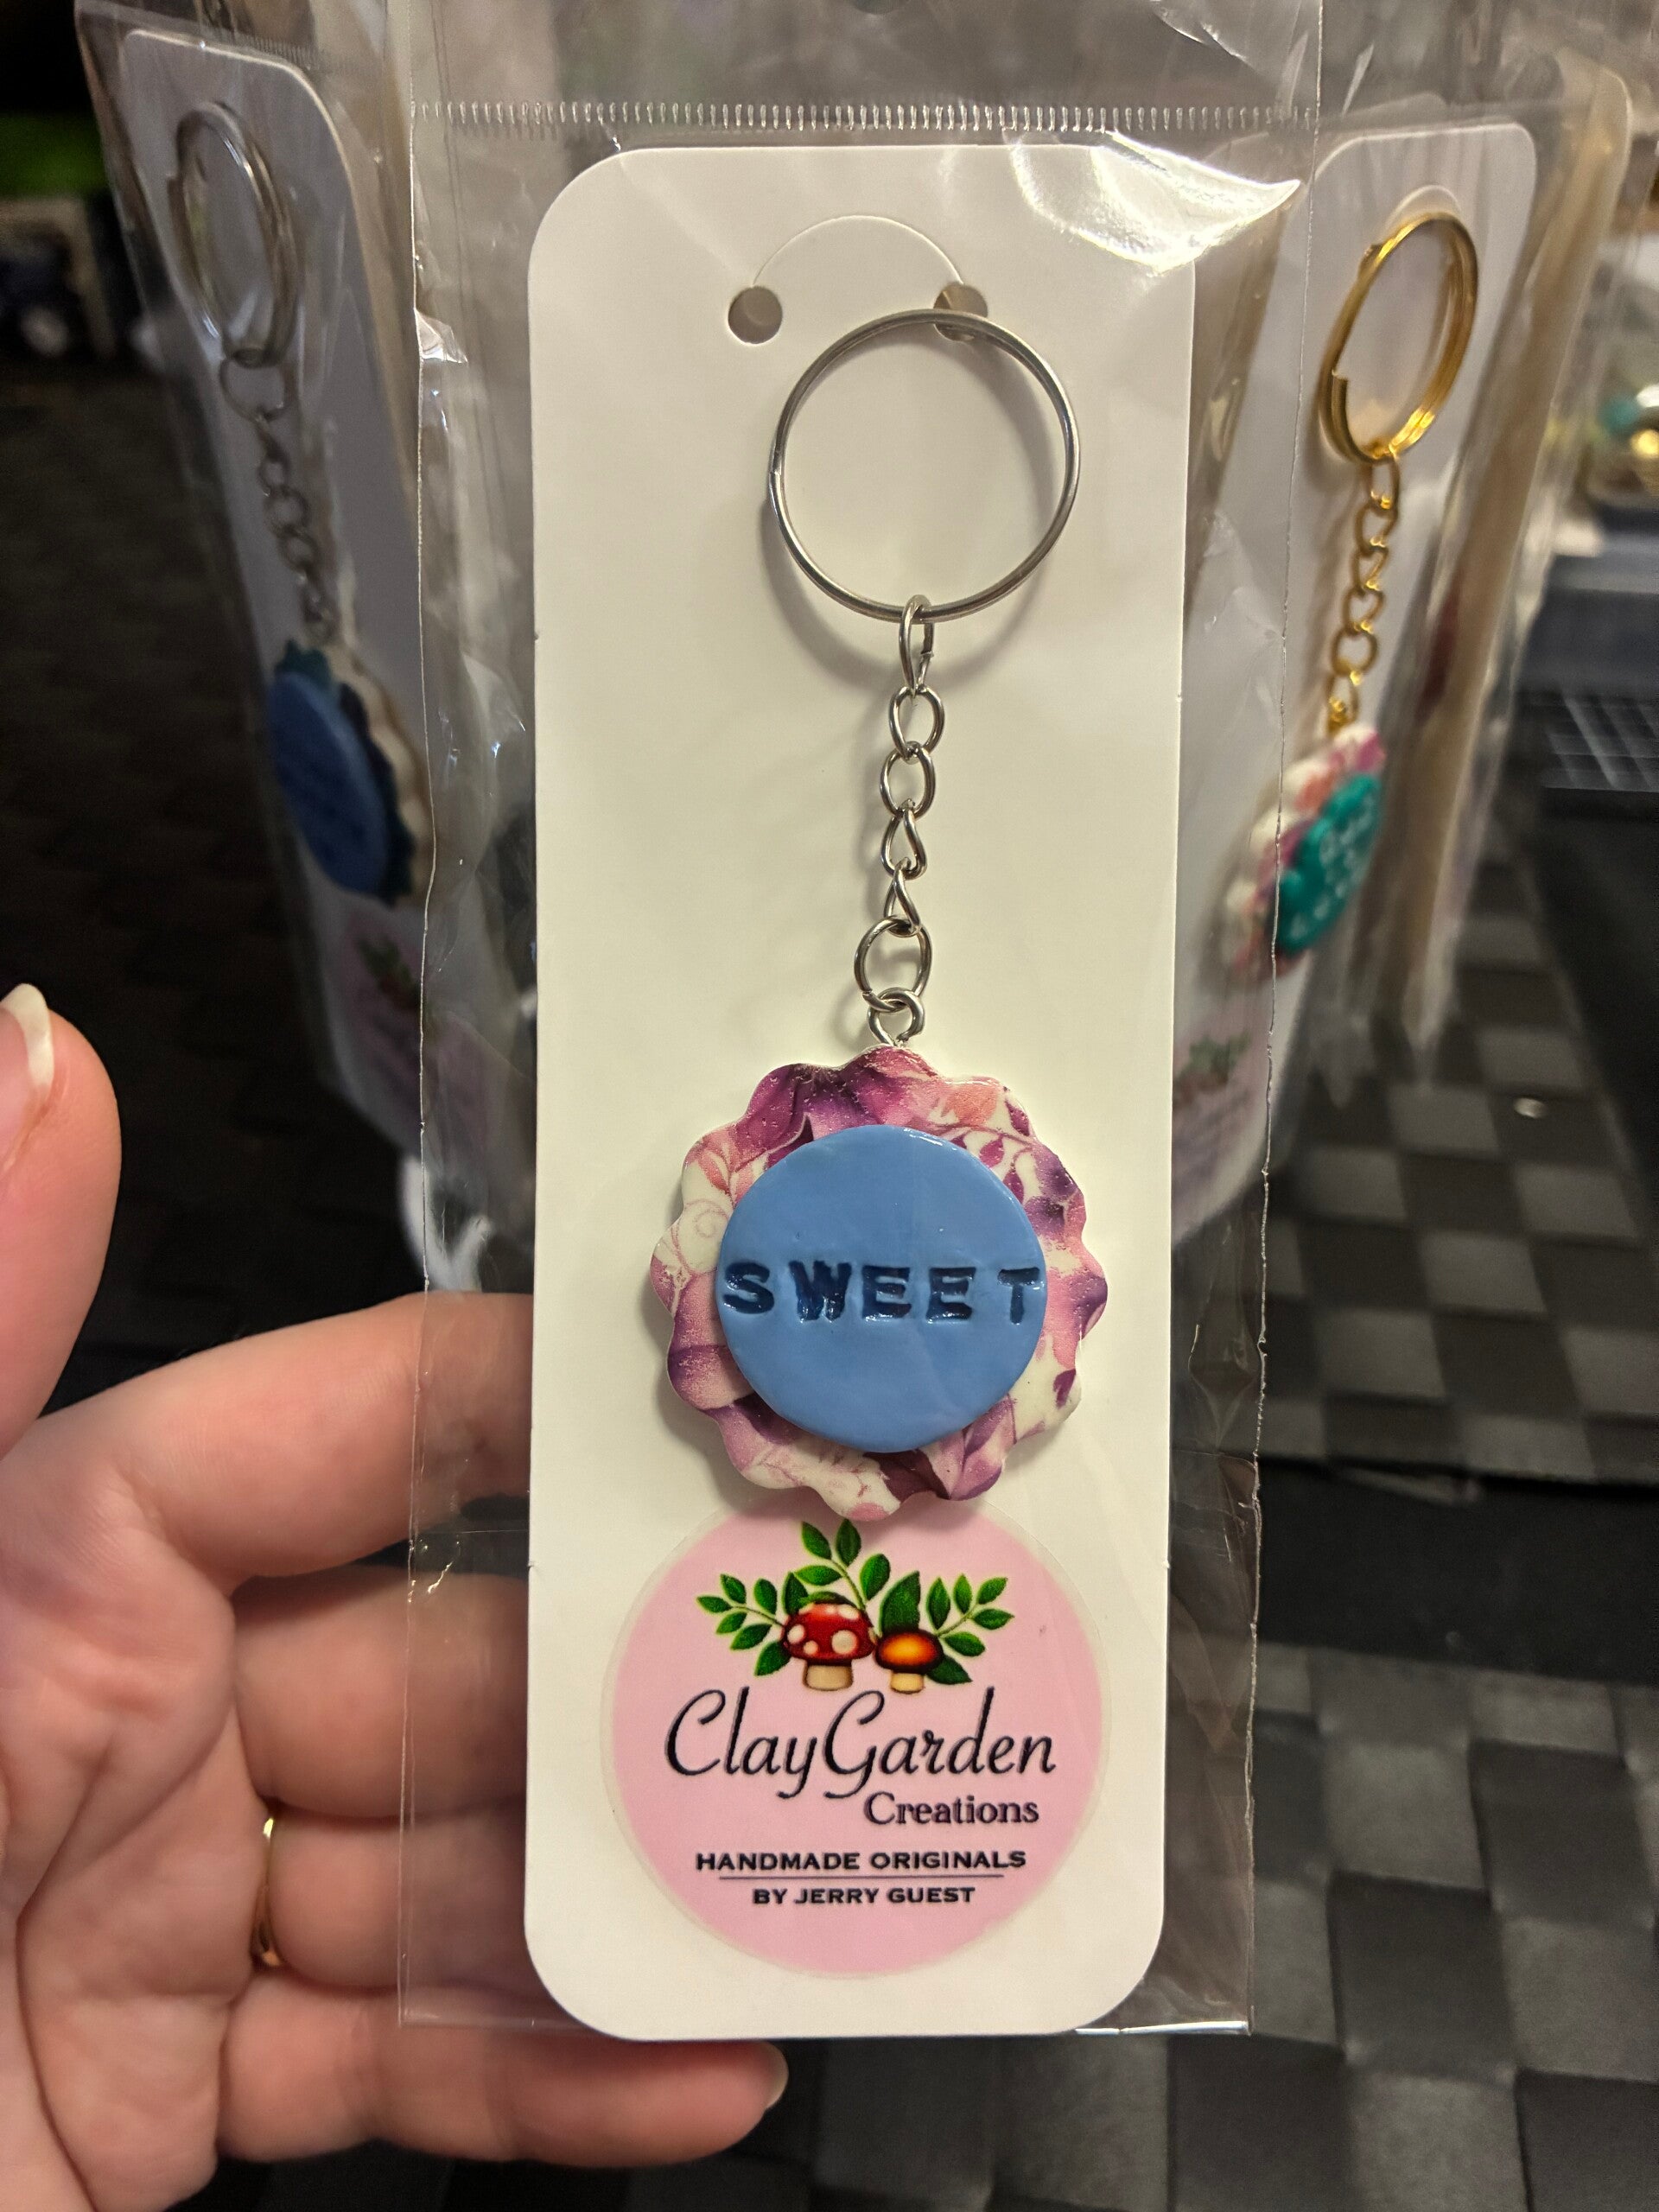 SWEET
ClayGarden
Creations
HANDMADE ORIGINALS
BY JERRY GUEST